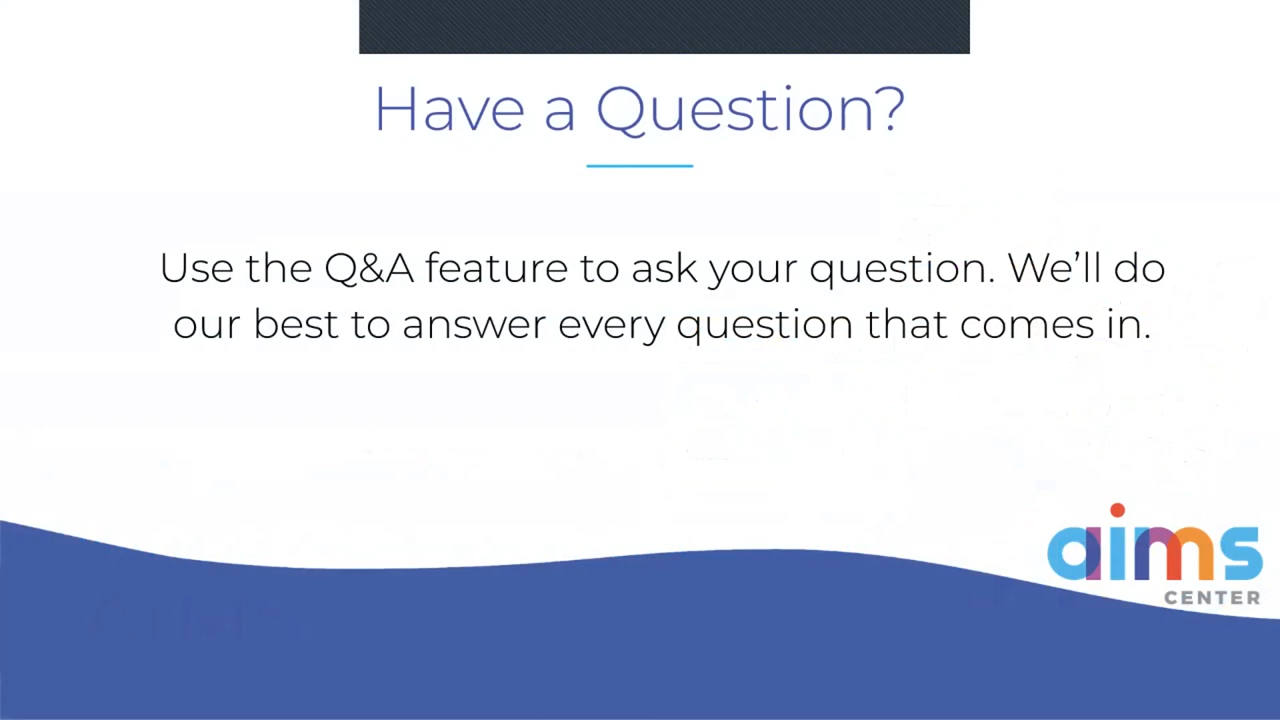 Have a Question?
Use the Q&A feature to ask your question. We’ll do
our best to answer every question that comes in.
aims
CENTER